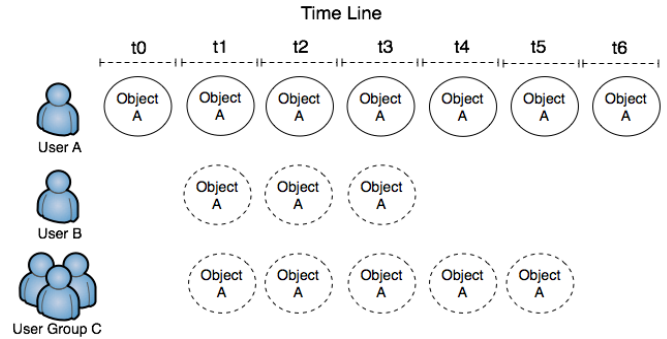 Time Line
t0 t1 t2 t3 t4 t5 t6
Object Object Object Object Object Object Object
A A A A A A A
User A
Object Object Object
A A A
User B
Object Object Object Object Object
A A A A A
User Group C